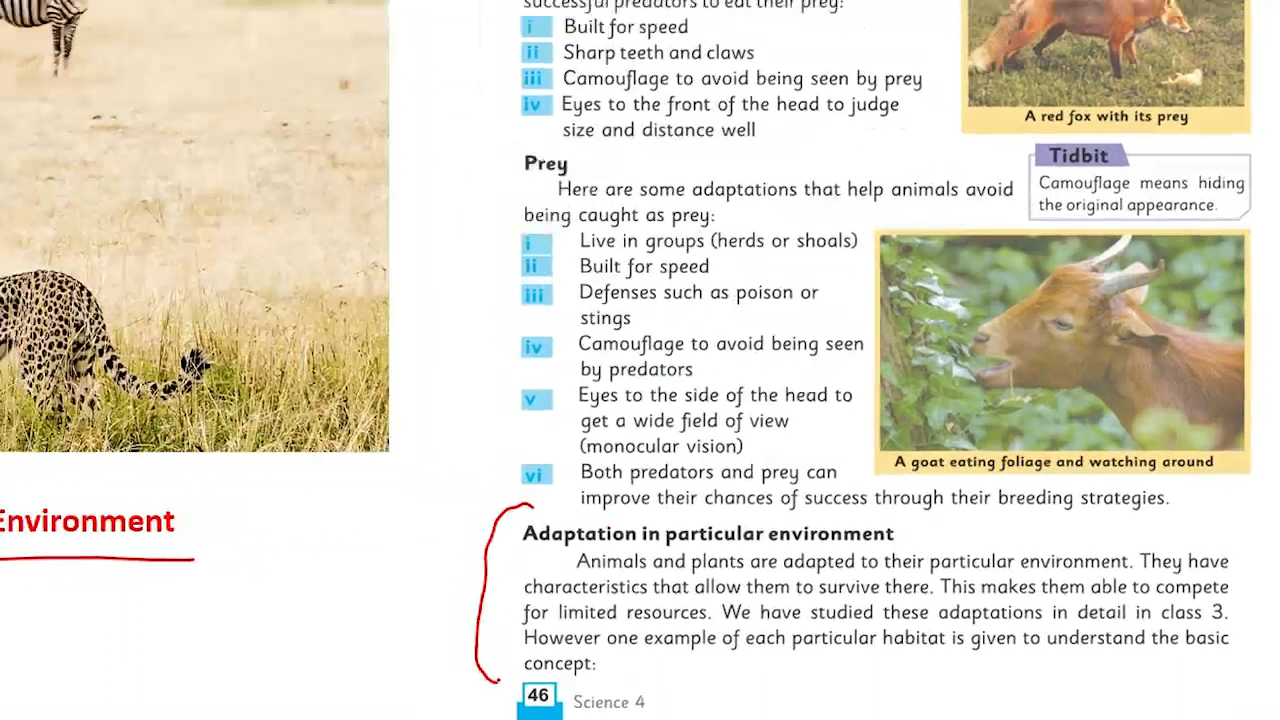 successful predators to eat their prey:
i Built for speed
ii Sharp teeth and claws
iii Camouflage to avoid being seen by prey
iv Eyes to the front of the head to judge
size and distance well
A red fox with its prey
Prey
Here are some adaptations that help animals avoid
being caught as prey:
Tidbit
Camouflage means hiding
the original appearance.
i Live in groups (herds or shoals)
ii Built for speed
iii Defenses such as poison or
stings
iv Camouflage to avoid being seen
by predators
v Eyes to the side of the head to
get a wide field of view
(monocular vision)
vi Both predators and prey can
improve their chances of success through their breeding strategies.
A goat eating foliage and watching around
Environment
Adaptation in particular environment
Animals and plants are adapted to their particular environment. They have
characteristics that allow them to survive there. This makes them able to compete
for limited resources. We have studied these adaptations in detail in class 3.
However one example of each particular habitat is given to understand the basic
concept:
46 Science 4